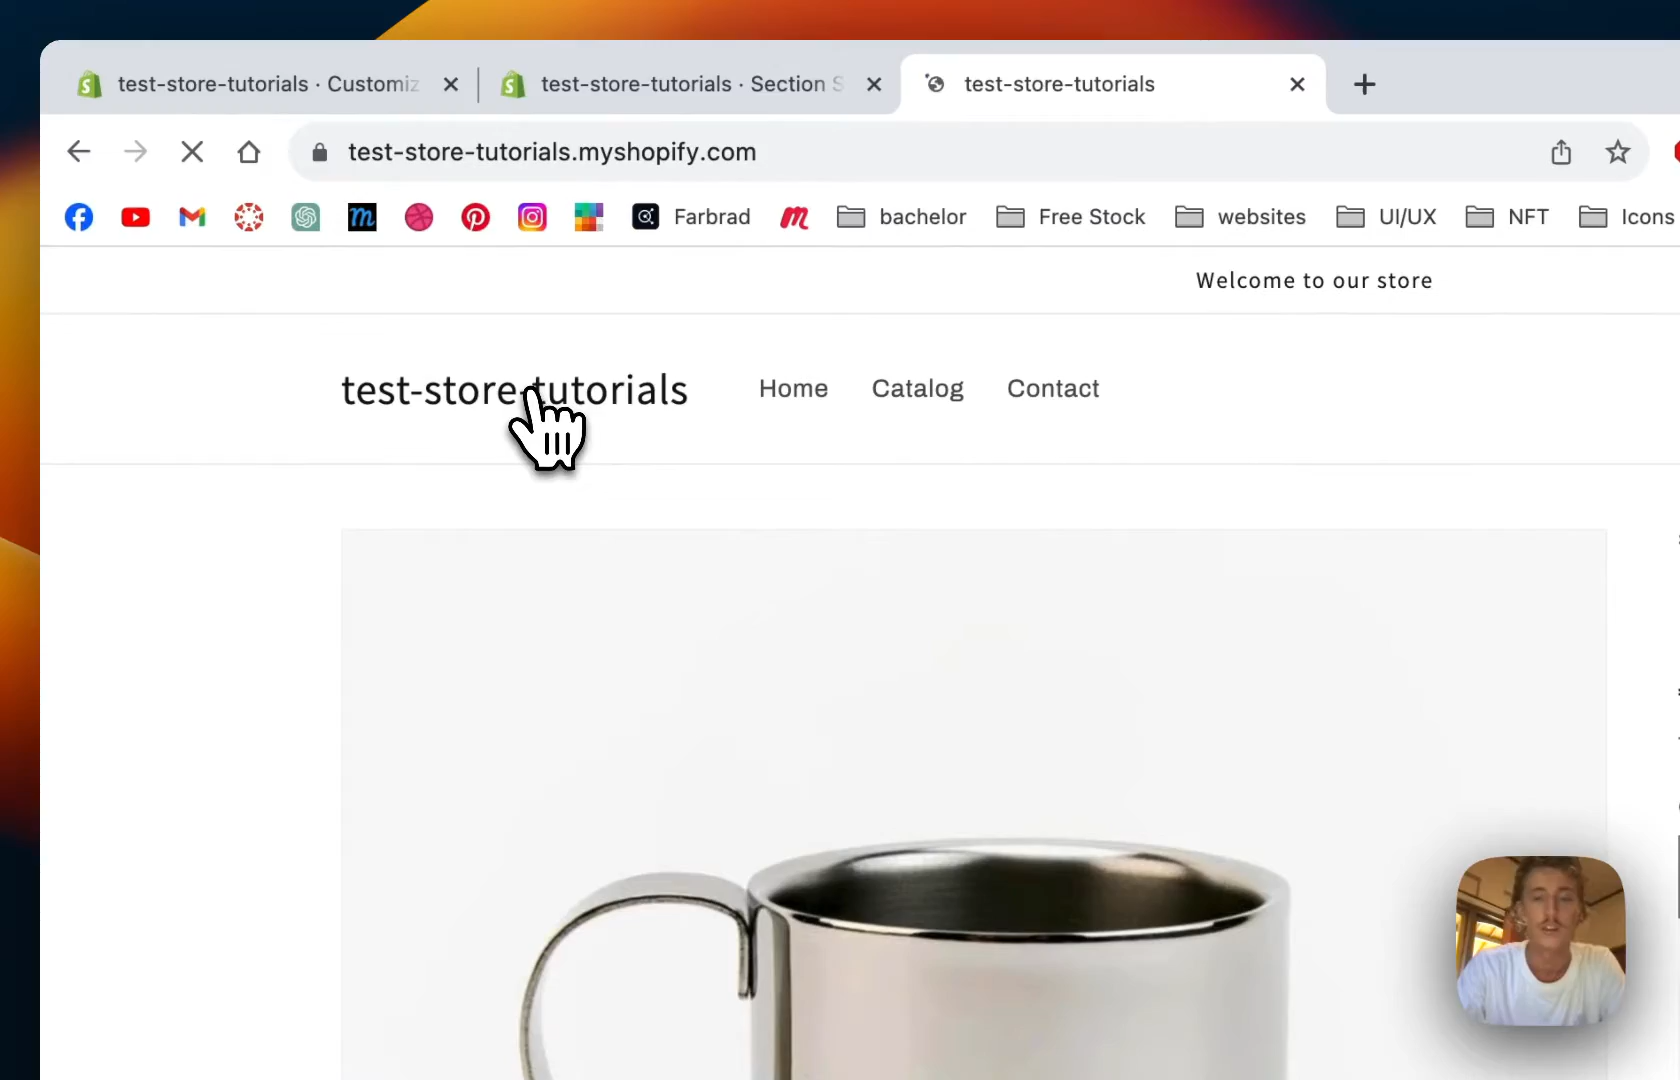 test-store-tutorials · Customiz
test-store-tutorials · Section S
test-store-tutorials
test-store-tutorials.myshopify.com
Farbrad
bachelor
Free Stock
websites
UI/UX
NFT
Icons
Welcome to our store
test-store-tutorials
Home
Catalog
Contact